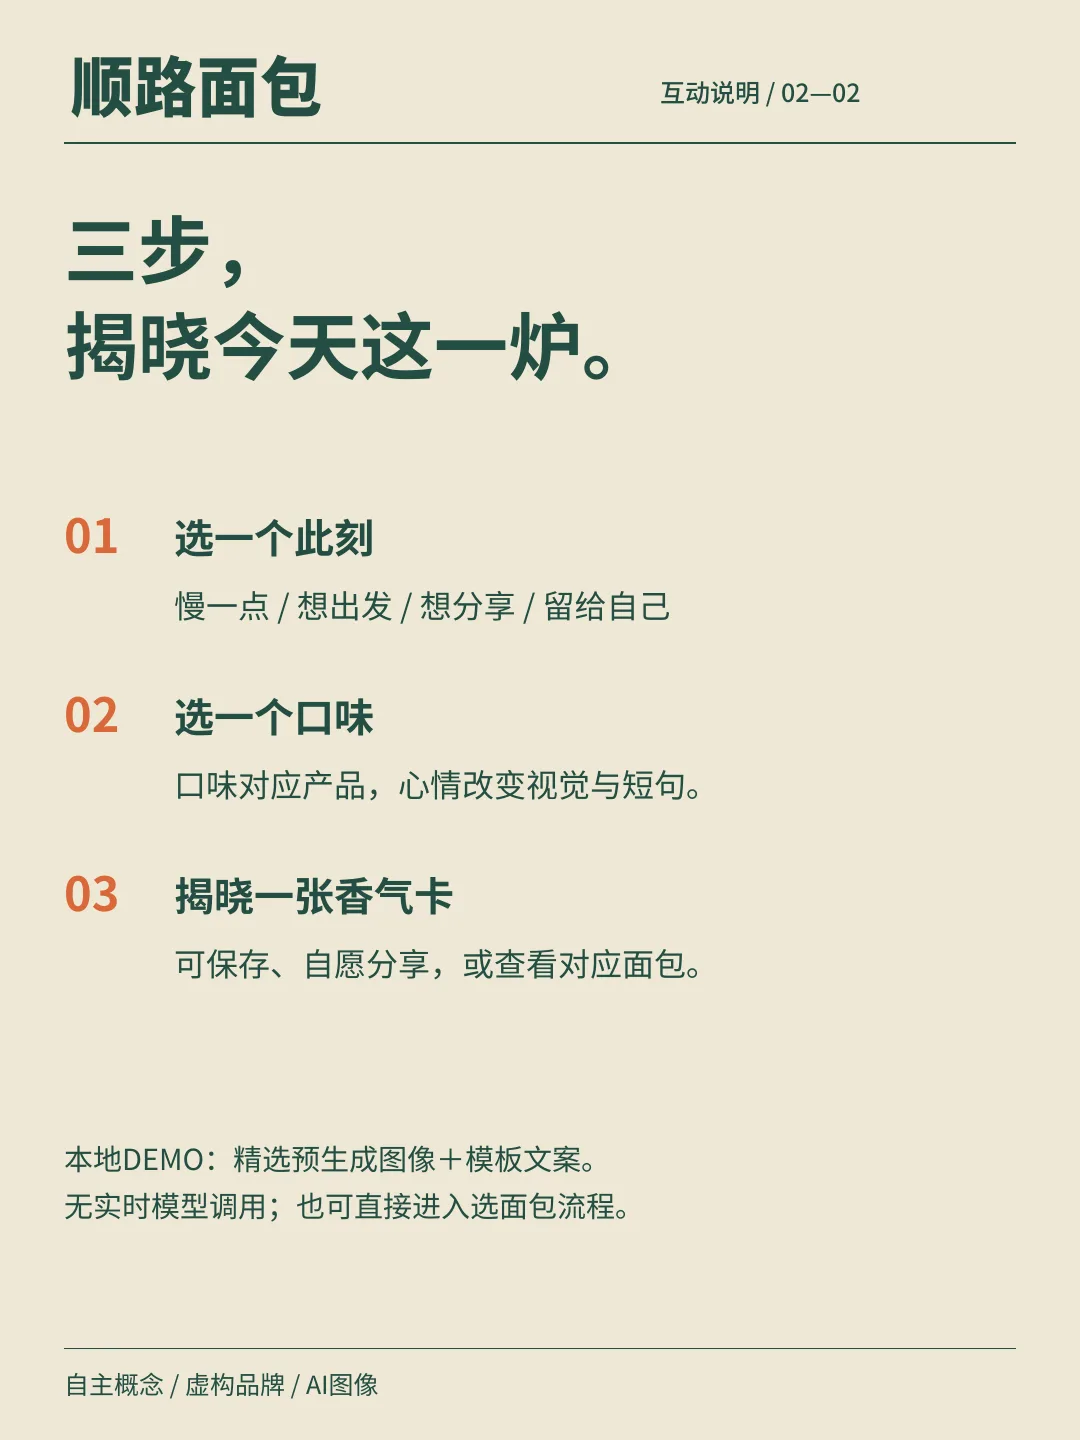 顺路面包
互动说明 / 02—02
三步，
揭晓今天这一炉。
01 选一个此刻
慢一点 / 想出发 / 想分享 / 留给自己
02 选一个口味
口味对应产品，心情改变视觉与短句。
03 揭晓一张香气卡
可保存、自愿分享，或查看对应面包。
本地DEMO：精选预生成图像＋模板文案。
无实时模型调用；也可直接进入选面包流程。
自主概念 / 虚构品牌 / AI图像